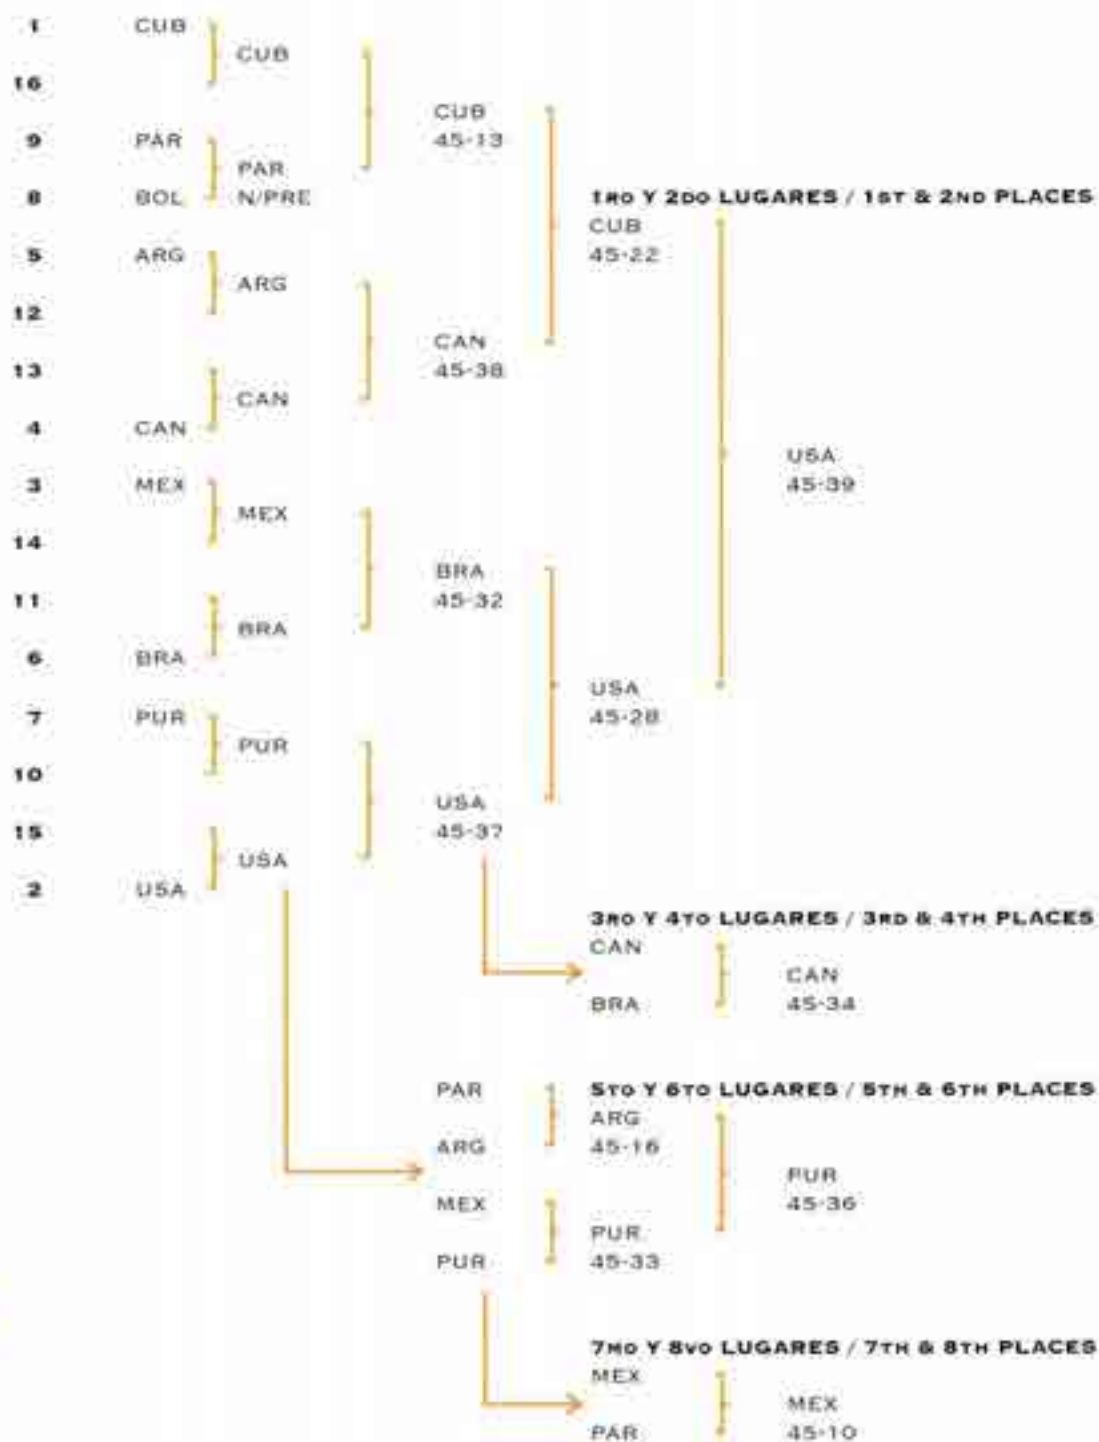 1 CUB
CUB
16
CUB
9 PAR 45-13
PAR
8 BOL N/PRE 1RO Y 2DO LUGARES / 1ST & 2ND PLACES
CUB
5 ARG 45-22
ARG
12
CAN
13 45-38
CAN
4 CAN
USA
3 MEX 45-39
MEX
14
BRA
11 45-32
BRA
6 BRA
USA
7 PUR 45-28
PUR
10
USA
15 45-37
USA
2 USA
3RO Y 4TO LUGARES / 3RD & 4TH PLACES
CAN
CAN
BRA 45-34
PAR 5TO Y 6TO LUGARES / 5TH & 6TH PLACES
ARG
ARG 45-16
PUR
MEX 45-36
PUR
PUR 45-33
7MO Y 8VO LUGARES / 7TH & 8TH PLACES
MEX
MEX
PAR 45-10